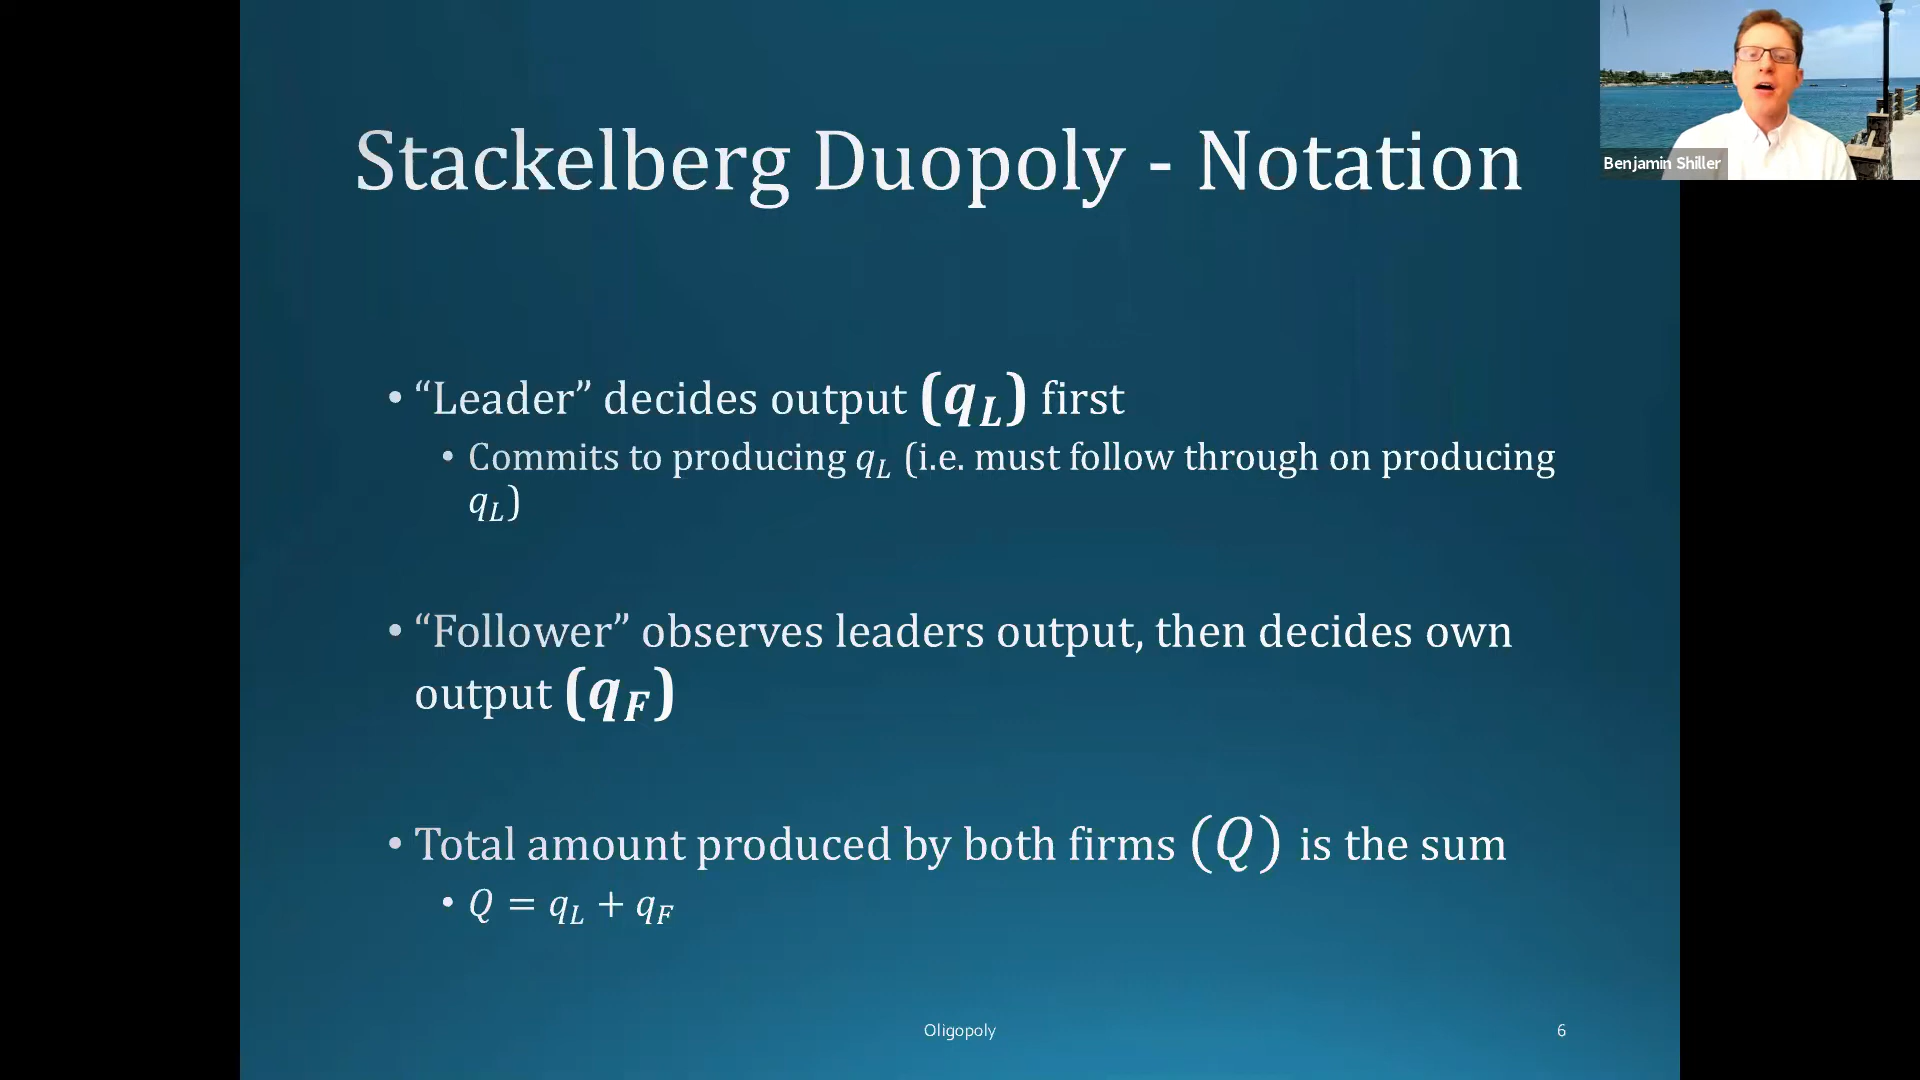 Stackelberg Duopoly - Notation
Benjamin Shiller
• “Leader” decides output (q_L) first
• Commits to producing q_L (i.e. must follow through on producing
q_L)
• “Follower” observes leaders output, then decides own
output (q_F)
• Total amount produced by both firms (Q) is the sum
• Q = q_L + q_F
Oligopoly
6